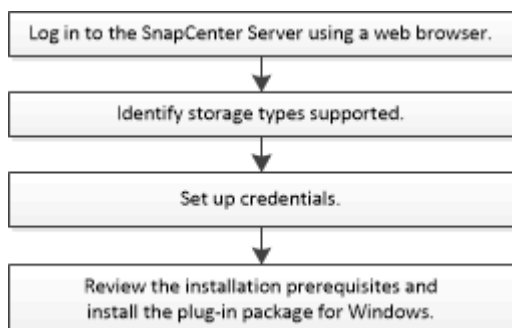 Log in to the SnapCenter Server using a web browser.
Identify storage types supported.
Set up credentials.
Review the installation prerequisites and
install the plug-in package for Windows.